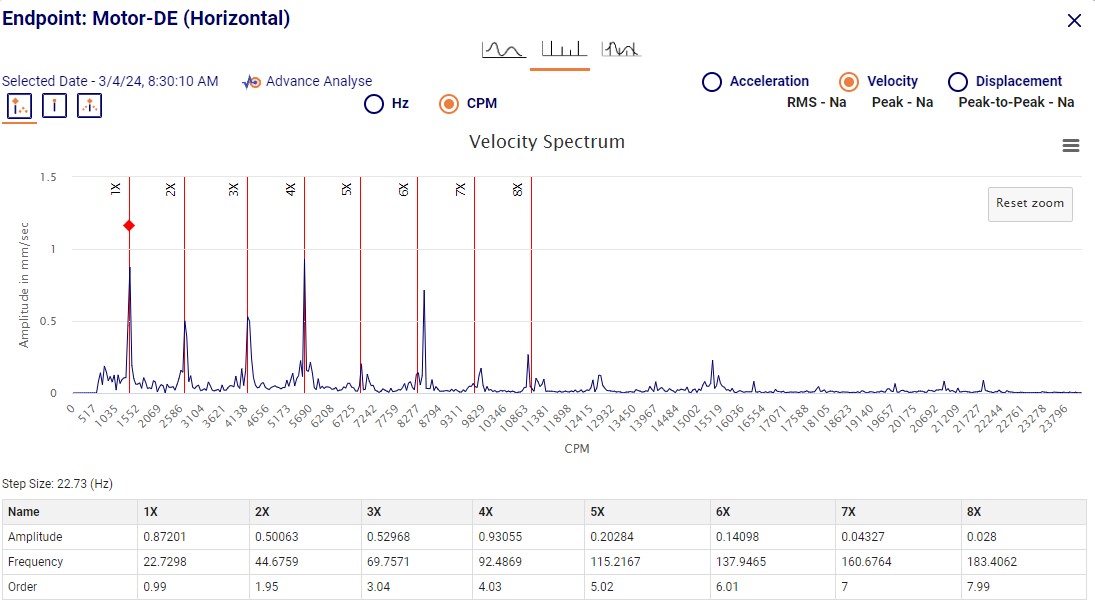 Endpoint: Motor-DE (Horizontal)
Selected Date - 3/4/24, 8:30:10 AM
Advance Analyse
Hz
CPM
Acceleration
Velocity
Displacement
RMS - Na
Peak - Na
Peak-to-Peak - Na
Velocity Spectrum
Reset zoom
Amplitude in mm/sec
1.5
1
0.5
0
1X
2X
3X
4X
5X
6X
7X
8X
0 517 1035 1552 2069 2586 3104 3621 4138 4656 5173 5690 6208 6725 7242 7759 8277 8794 9311 9829 10346 10863 11381 11898 12415 12932 13450 13967 14484 15002 15519 16036 16554 17071 17588 18105 18623 19140 19657 20175 20692 21209 21727 22244 22761 23278 23796
CPM
Step Size: 22.73 (Hz)
Name 1X 2X 3X 4X 5X 6X 7X 8X
Amplitude 0.87201 0.50063 0.52968 0.93055 0.20284 0.14098 0.04327 0.028
Frequency 22.7298 44.6759 69.7571 92.4869 115.2167 137.9465 160.6764 183.4062
Order 0.99 1.95 3.04 4.03 5.02 6.01 7 7.99